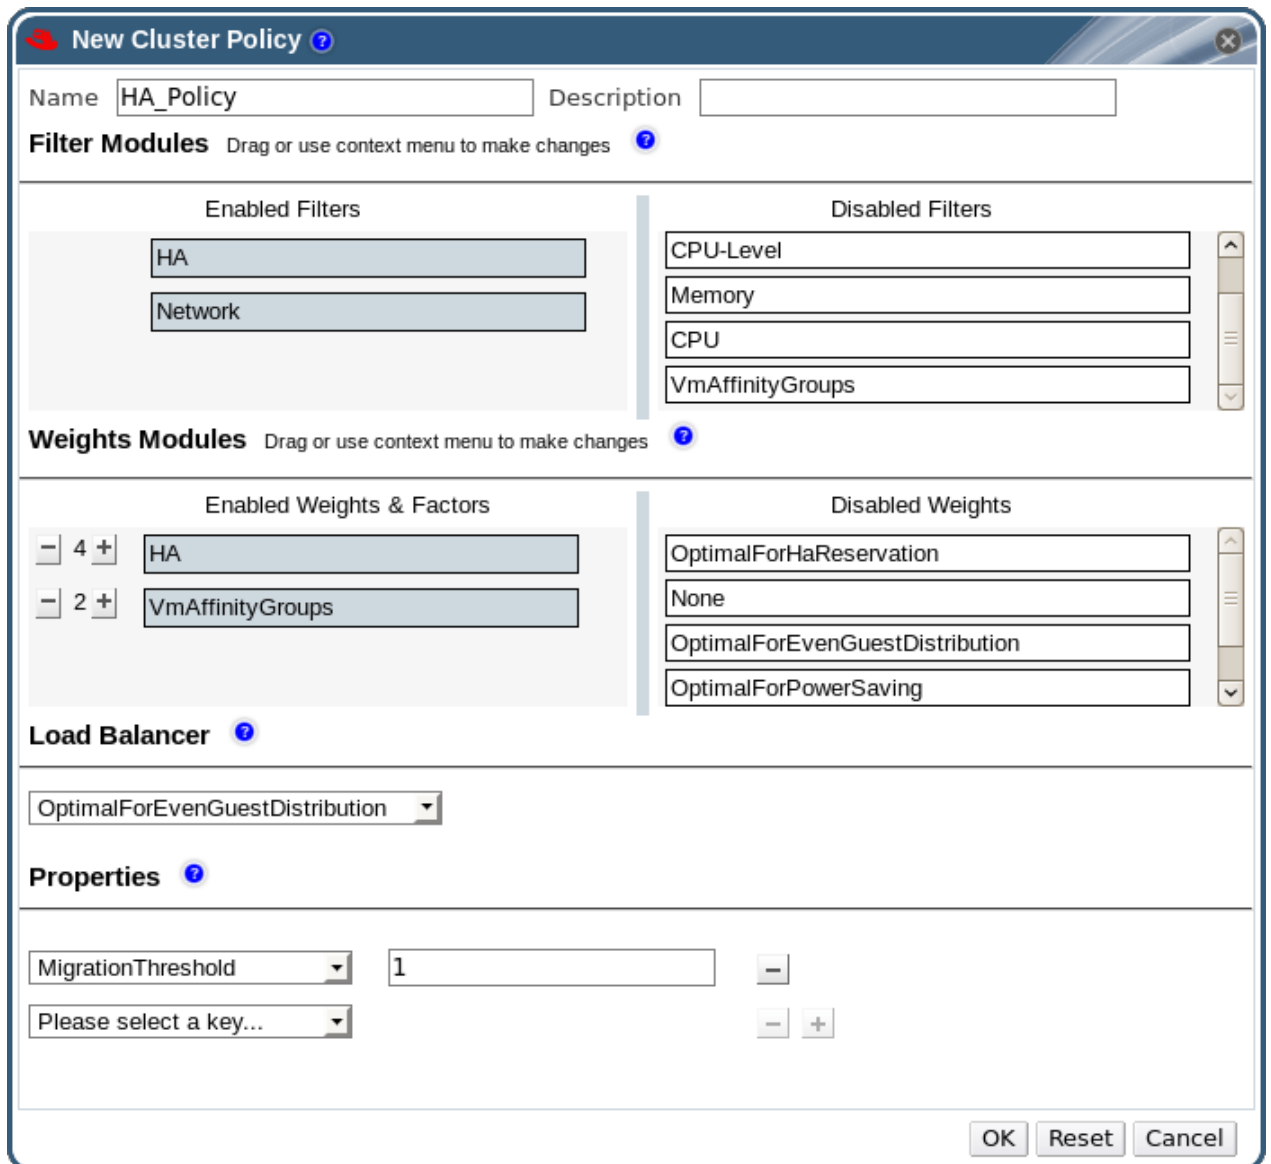 New Cluster Policy ?
Name HA_Policy Description
Filter Modules Drag or use context menu to make changes ?
Enabled Filters Disabled Filters
HA
Network
CPU-Level
Memory
CPU
VmAffinityGroups
Weights Modules Drag or use context menu to make changes ?
Enabled Weights & Factors Disabled Weights
− 4 + HA
− 2 + VmAffinityGroups
OptimalForHaReservation
None
OptimalForEvenGuestDistribution
OptimalForPowerSaving
Load Balancer ?
OptimalForEvenGuestDistribution
Properties ?
MigrationThreshold 1 −
Please select a key... − +
OK Reset Cancel